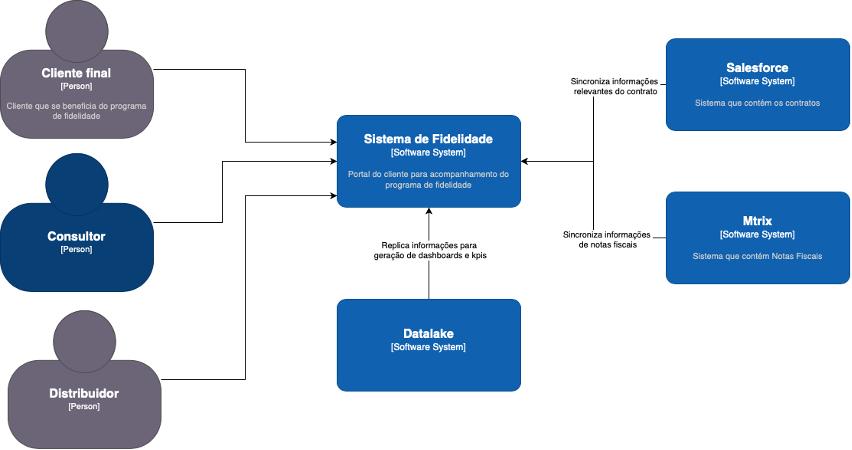 Cliente final
[Person]
Cliente que se beneficia do programa
de fidelidade
Consultor
[Person]
Distribuidor
[Person]
Sistema de Fidelidade
[Software System]
Portal do cliente para acompanhamento do
programa de fidelidade
Replica informações para
geração de dashboards e kpis
Datalake
[Software System]
Sincroniza informações
relevantes do contrato
Sincroniza informações
de notas fiscais
Salesforce
[Software System]
Sistema que contém os contratos
Mtrix
[Software System]
Sistema que contém Notas Fiscais